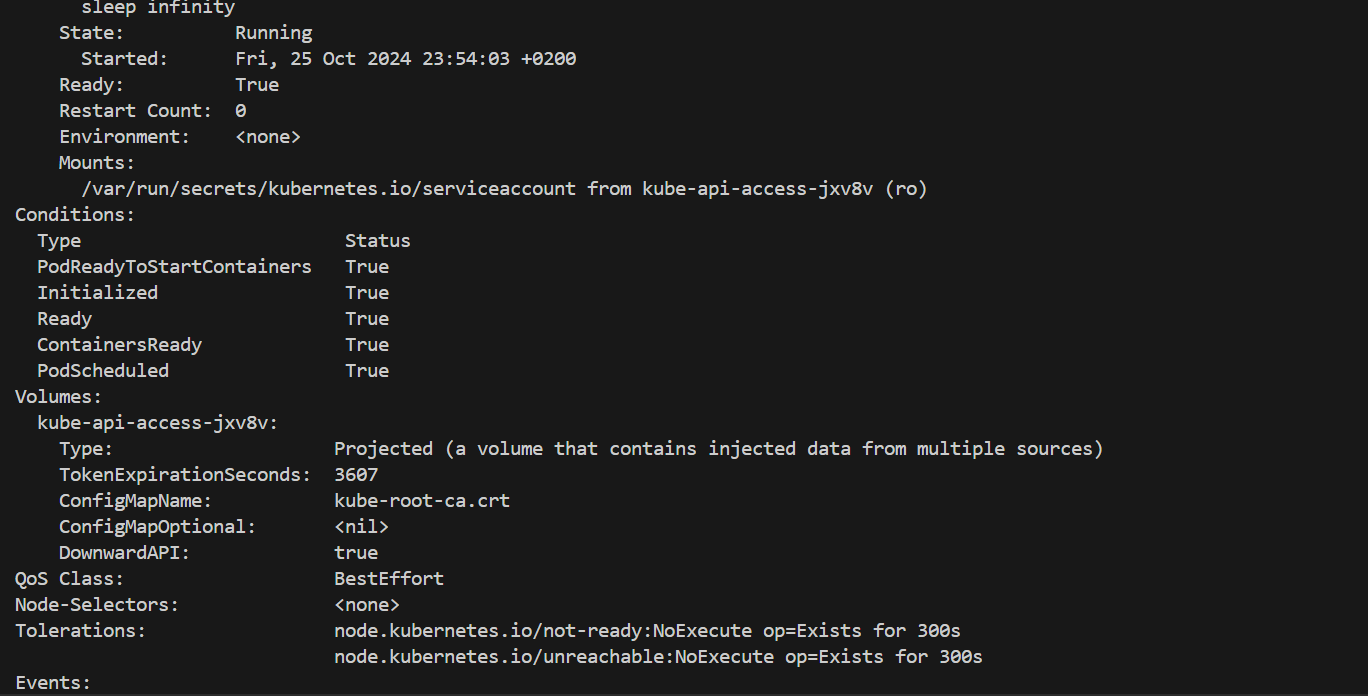 sleep infinity
State: Running
Started: Fri, 25 Oct 2024 23:54:03 +0200
Ready: True
Restart Count: 0
Environment: <none>
Mounts:
/var/run/secrets/kubernetes.io/serviceaccount from kube-api-access-jxv8v (ro)
Conditions:
Type Status
PodReadyToStartContainers True
Initialized True
Ready True
ContainersReady True
PodScheduled True
Volumes:
kube-api-access-jxv8v:
Type: Projected (a volume that contains injected data from multiple sources)
TokenExpirationSeconds: 3607
ConfigMapName: kube-root-ca.crt
ConfigMapOptional: <nil>
DownwardAPI: true
QoS Class: BestEffort
Node-Selectors: <none>
Tolerations: node.kubernetes.io/not-ready:NoExecute op=Exists for 300s
node.kubernetes.io/unreachable:NoExecute op=Exists for 300s
Events: